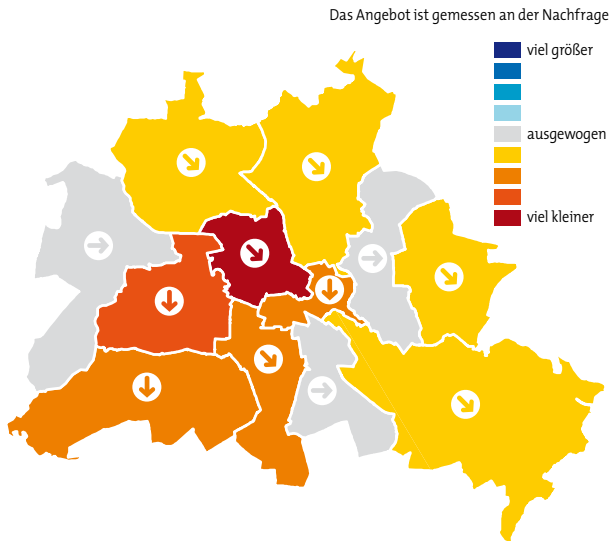 Das Angebot ist gemessen an der Nachfrage
viel größer
ausgewogen
viel kleiner